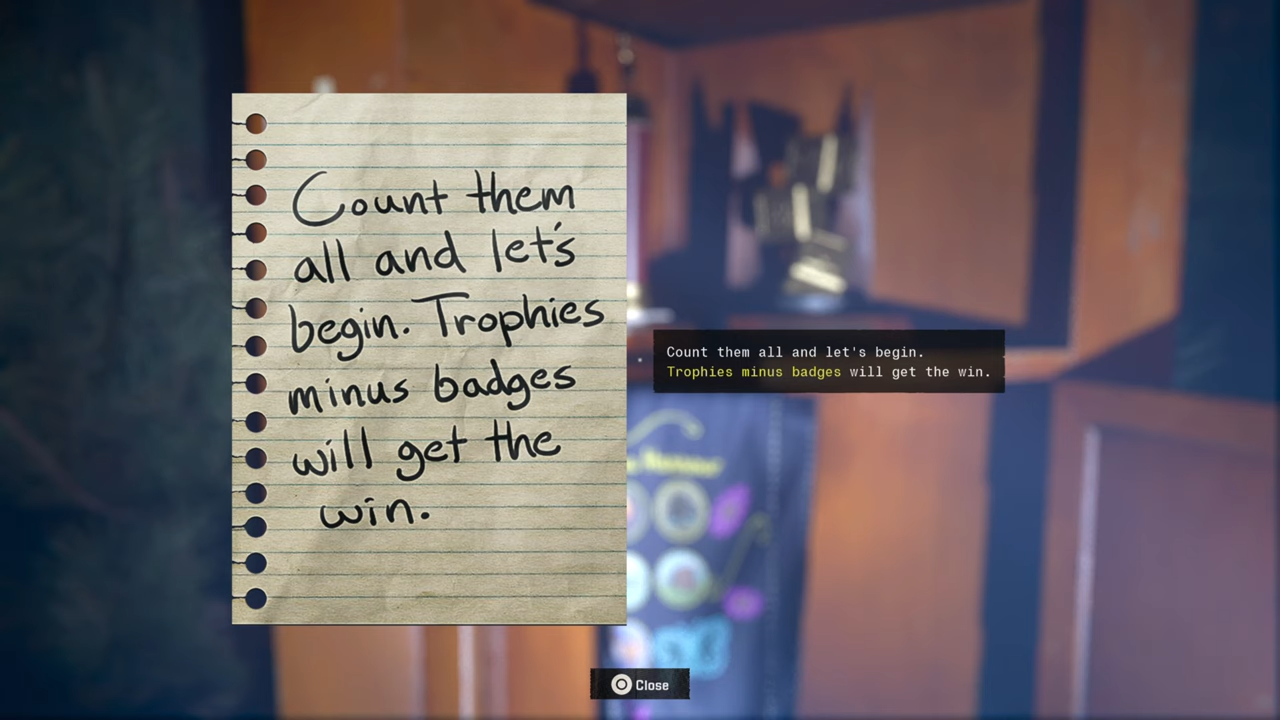 Count them
all and let's
begin. Trophies
minus badges
will get the
win.
Count them all and let's begin.
Trophies minus badges will get the win.
Close